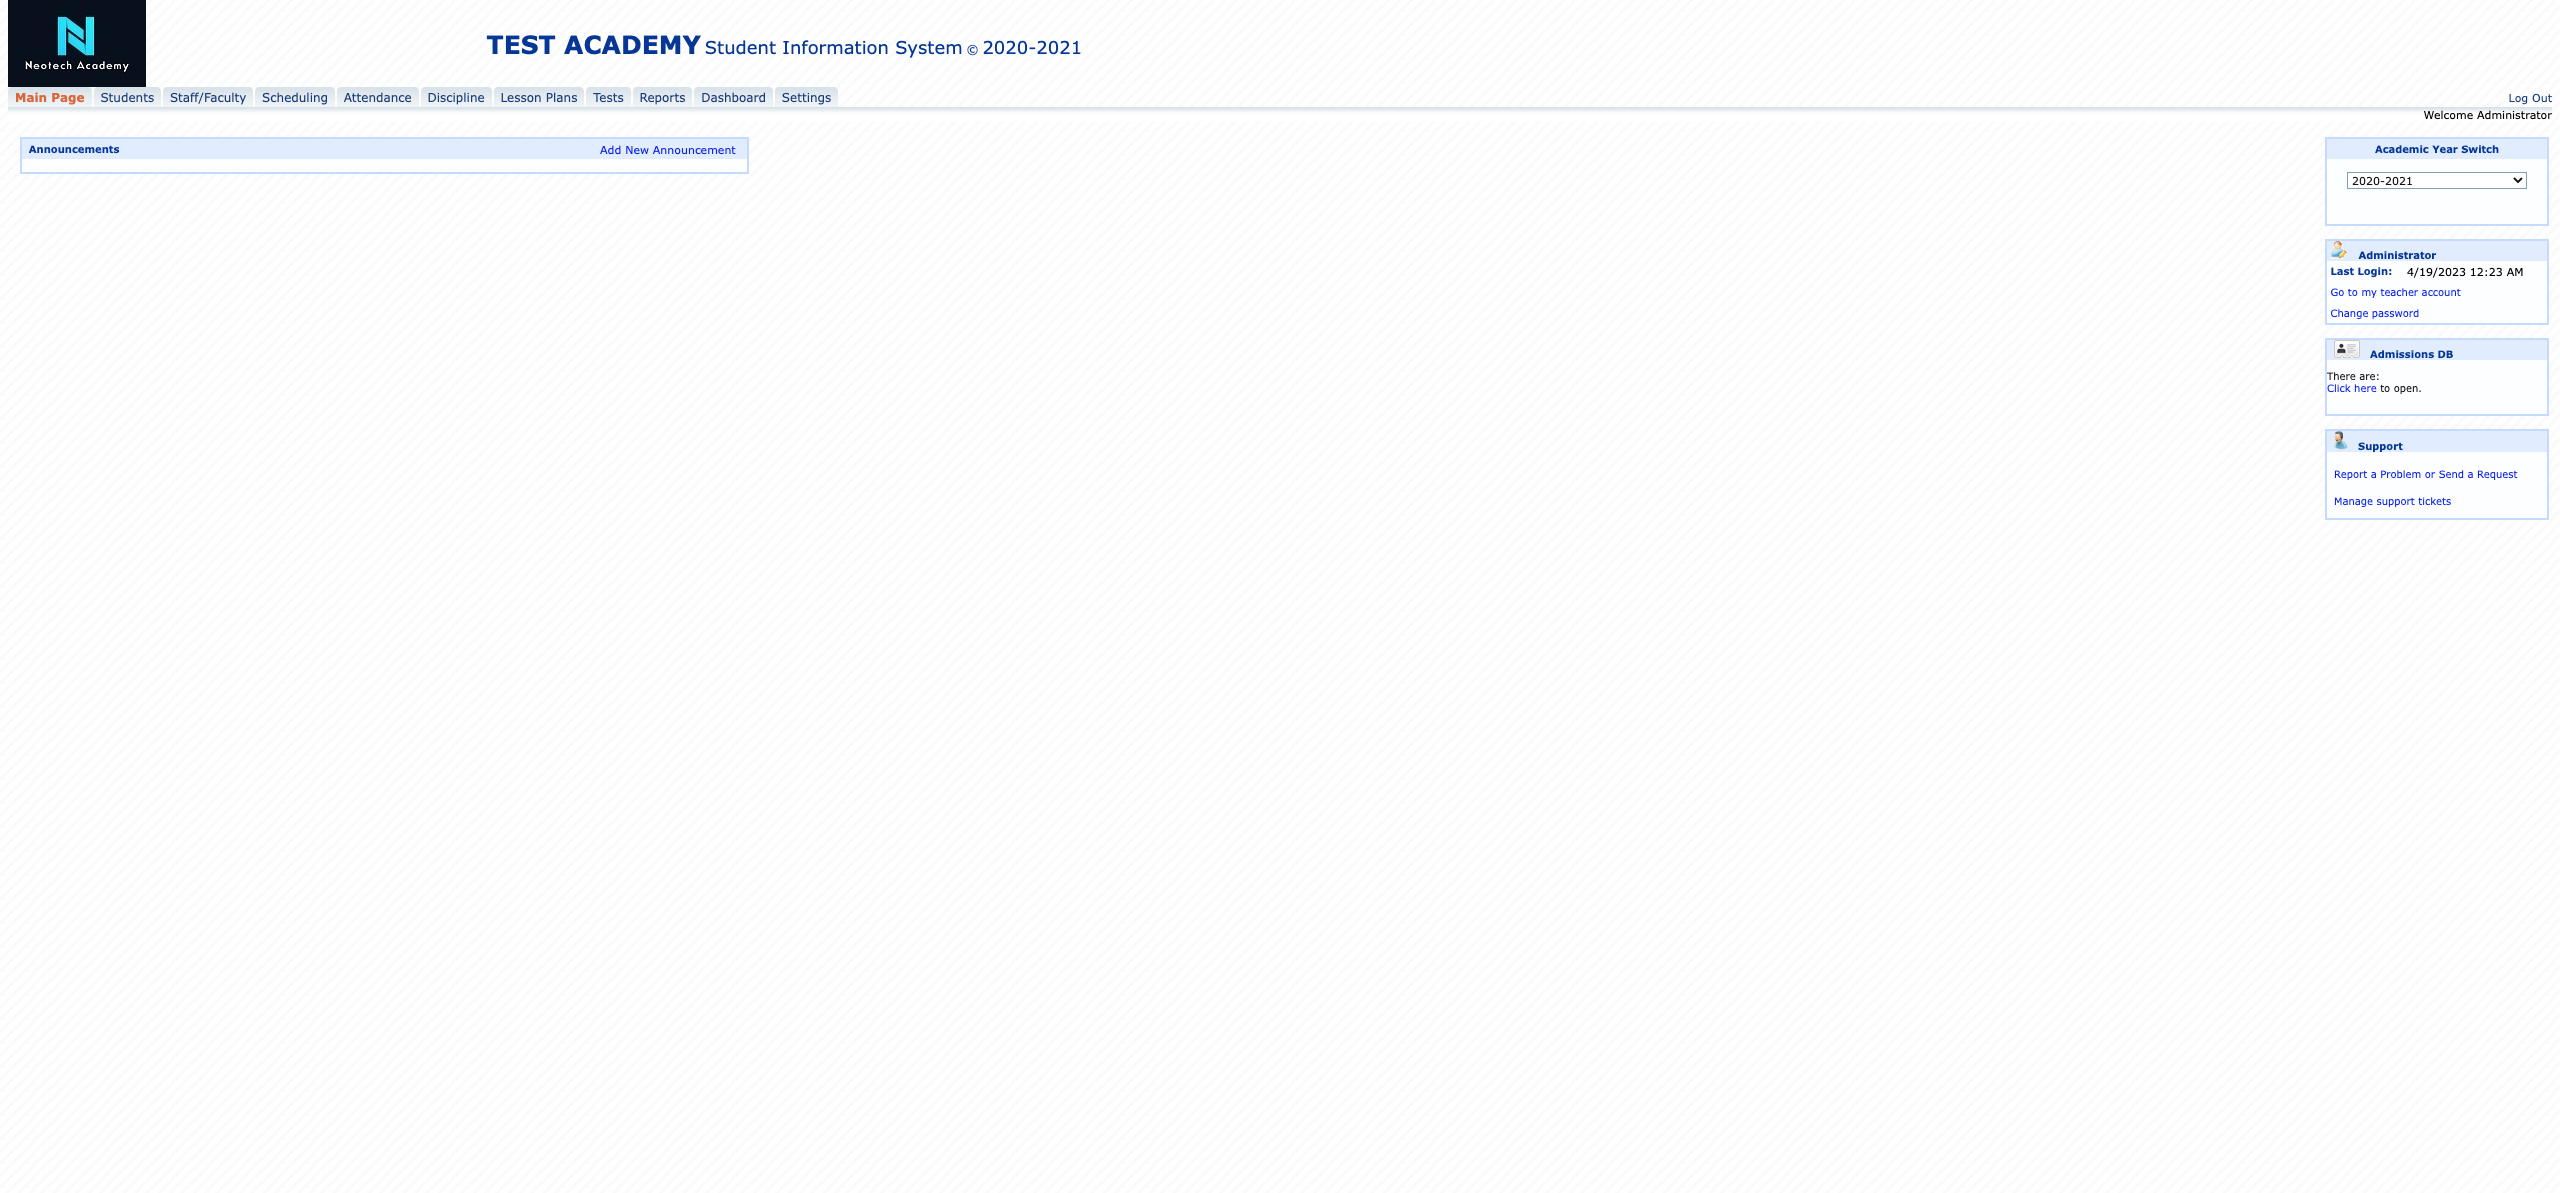 Neotech Academy
TEST ACADEMY Student Information System © 2020-2021
Main Page Students Staff/Faculty Scheduling Attendance Discipline Lesson Plans Tests Reports Dashboard Settings
Log Out
Welcome Administrator
Announcements Add New Announcement
Academic Year Switch
2020-2021
Administrator
Last Login: 4/19/2023 12:23 AM
Go to my teacher account
Change password
Admissions DB
There are:
Click here to open.
Support
Report a Problem or Send a Request
Manage support tickets